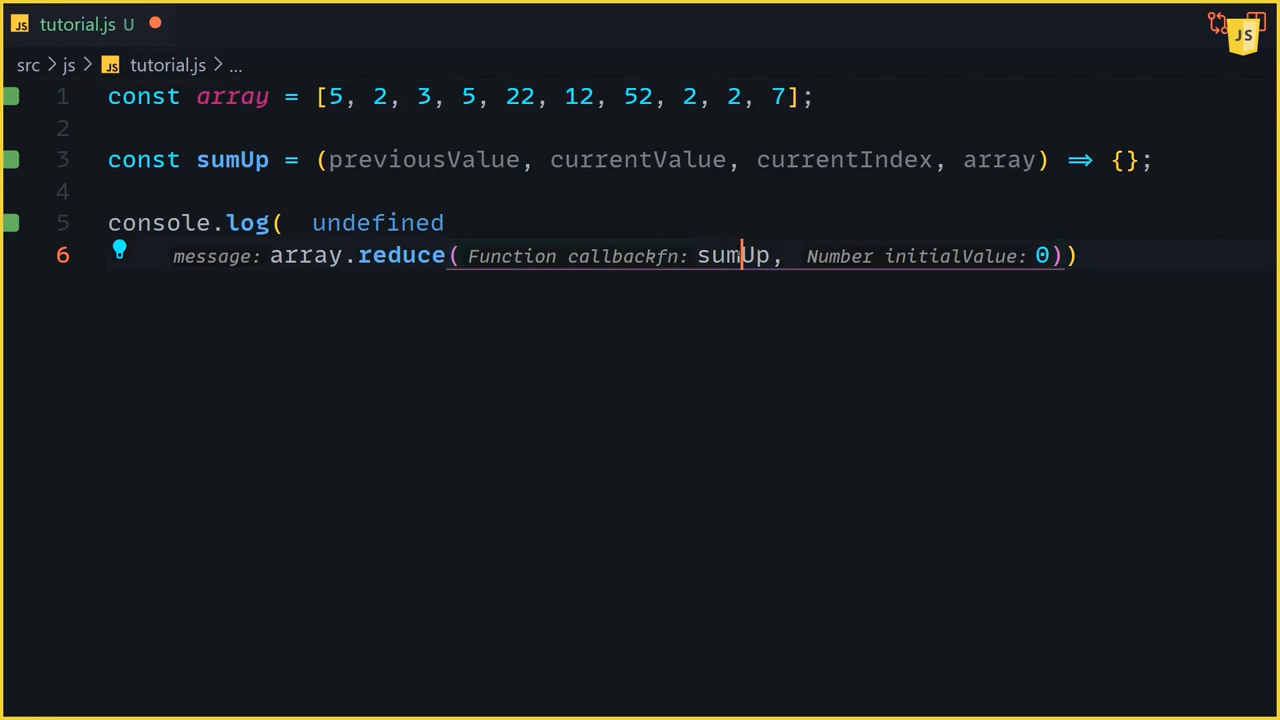 JS tutorial.js U
JS
src > js > JS tutorial.js > ...
1 const array = [5, 2, 3, 5, 22, 12, 52, 2, 2, 7];
2
3 const sumUp = (previousValue, currentValue, currentIndex, array) => {};
4
5 console.log( undefined
6 message: array.reduce( Function callbackfn: sumUp, Number initialValue: 0))